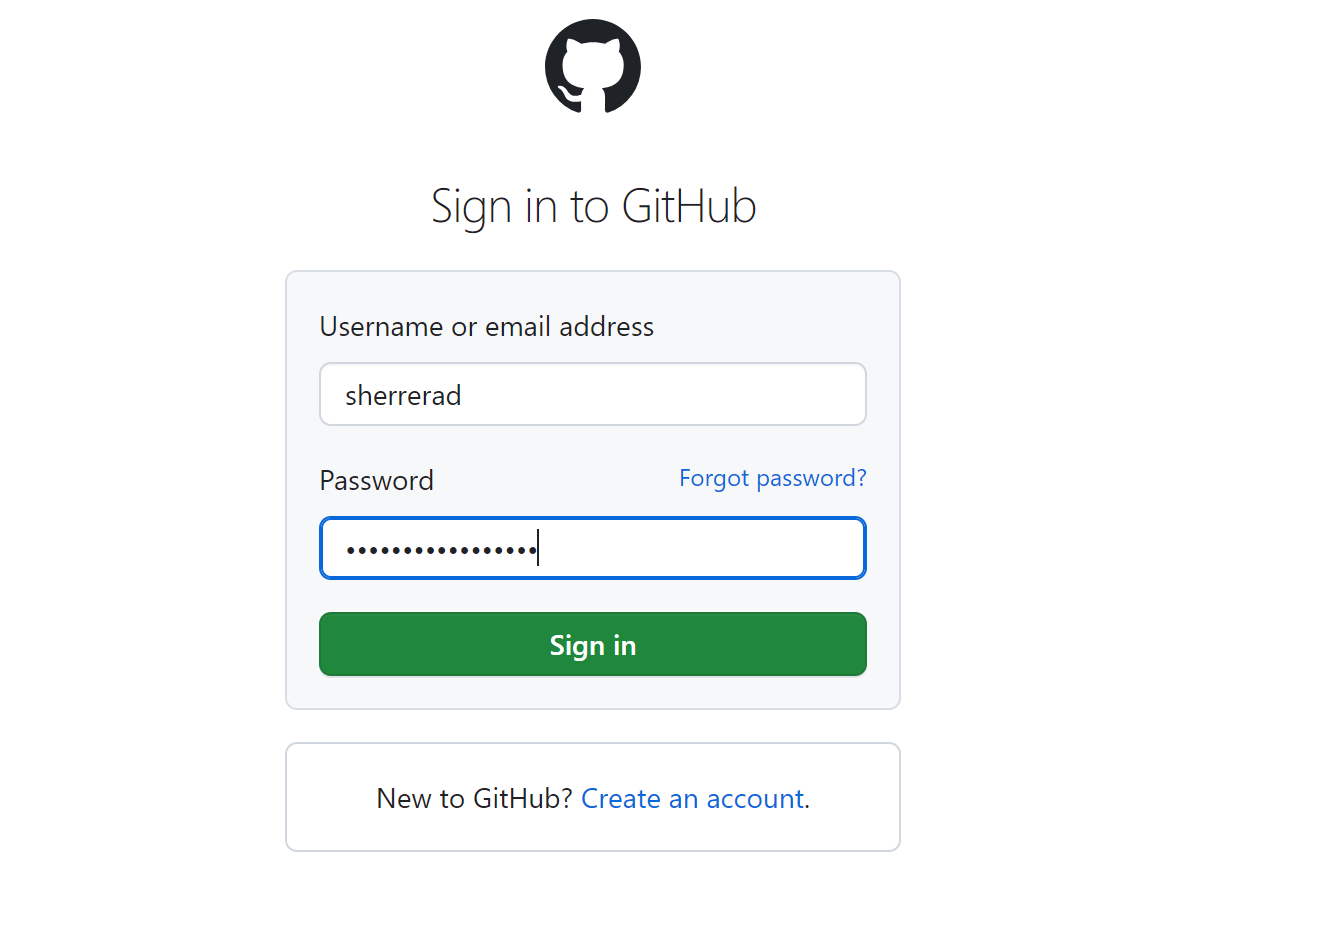 Sign in to GitHub
Username or email address
sherrerad
Password Forgot password?
•••••••••••••••••
Sign in
New to GitHub? Create an account.